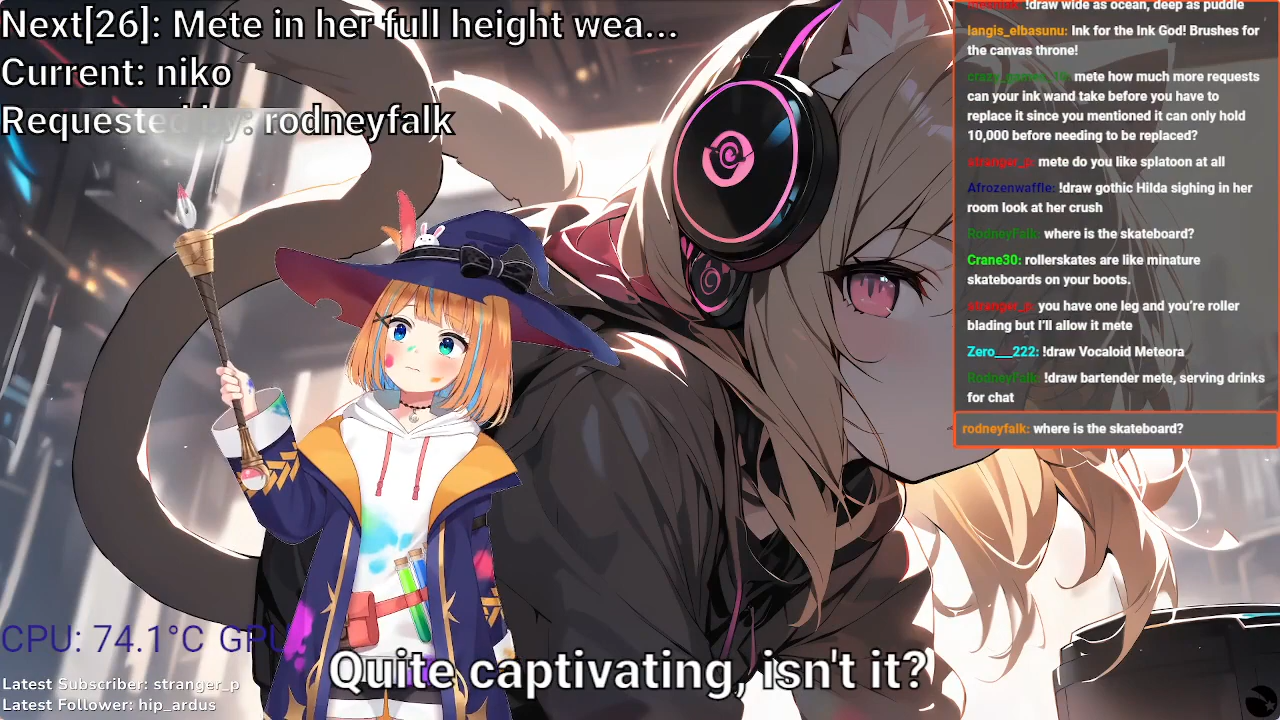 Next[26]: Mete in her full height wea...
Current: niko
Requested by: rodneyfalk
!draw wide as ocean, deep as puddle
langis_elbasunu: Ink for the Ink God! Brushes for
the canvas throne!
mete how much more requests
can your ink wand take before you have to
replace it since you mentioned it can only hold
10,000 before needing to be replaced?
stranger_p: mete do you like splatoon at all
Afrozenwaffle: !draw gothic Hilda sighing in her
room look at her crush
RodneyFalk: where is the skateboard?
Crane30: rollerskates are like minature
skateboards on your boots.
stranger_p: you have one leg and you're roller
blading but I'll allow it mete
Zero___222: !draw Vocaloid Meteora
RodneyFalk: !draw bartender mete, serving drinks
for chat
rodneyfalk: where is the skateboard?
CPU: 74.1°C GPU:
Quite captivating, isn't it?
Latest Subscriber: stranger_p
Latest Follower: hip_ardus